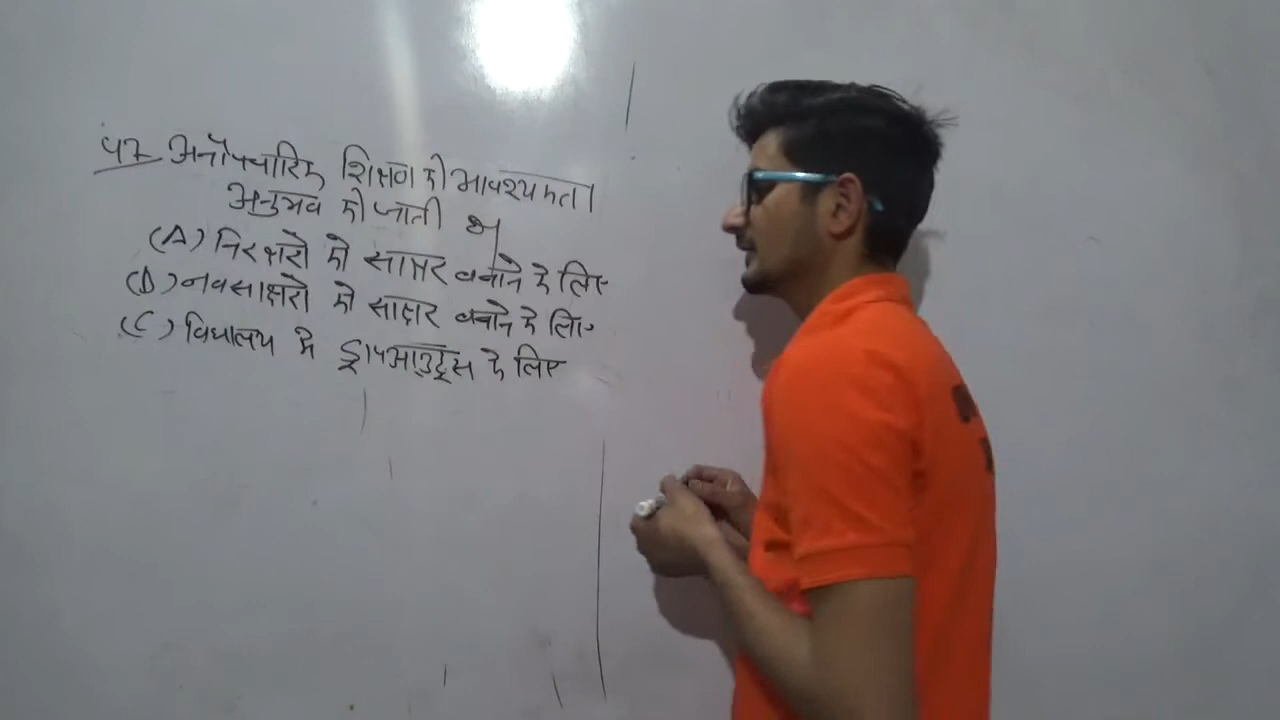 47 अनौपचारिक शिक्षण की आवश्यकता
अनुभव की जाती है
(A) निरक्षरो को साक्षर बनाने के लिए
(B) नवसाक्षरो को साक्षर बनाने के लिए
(C) विद्यालय में ड्रापआउट्स के लिए